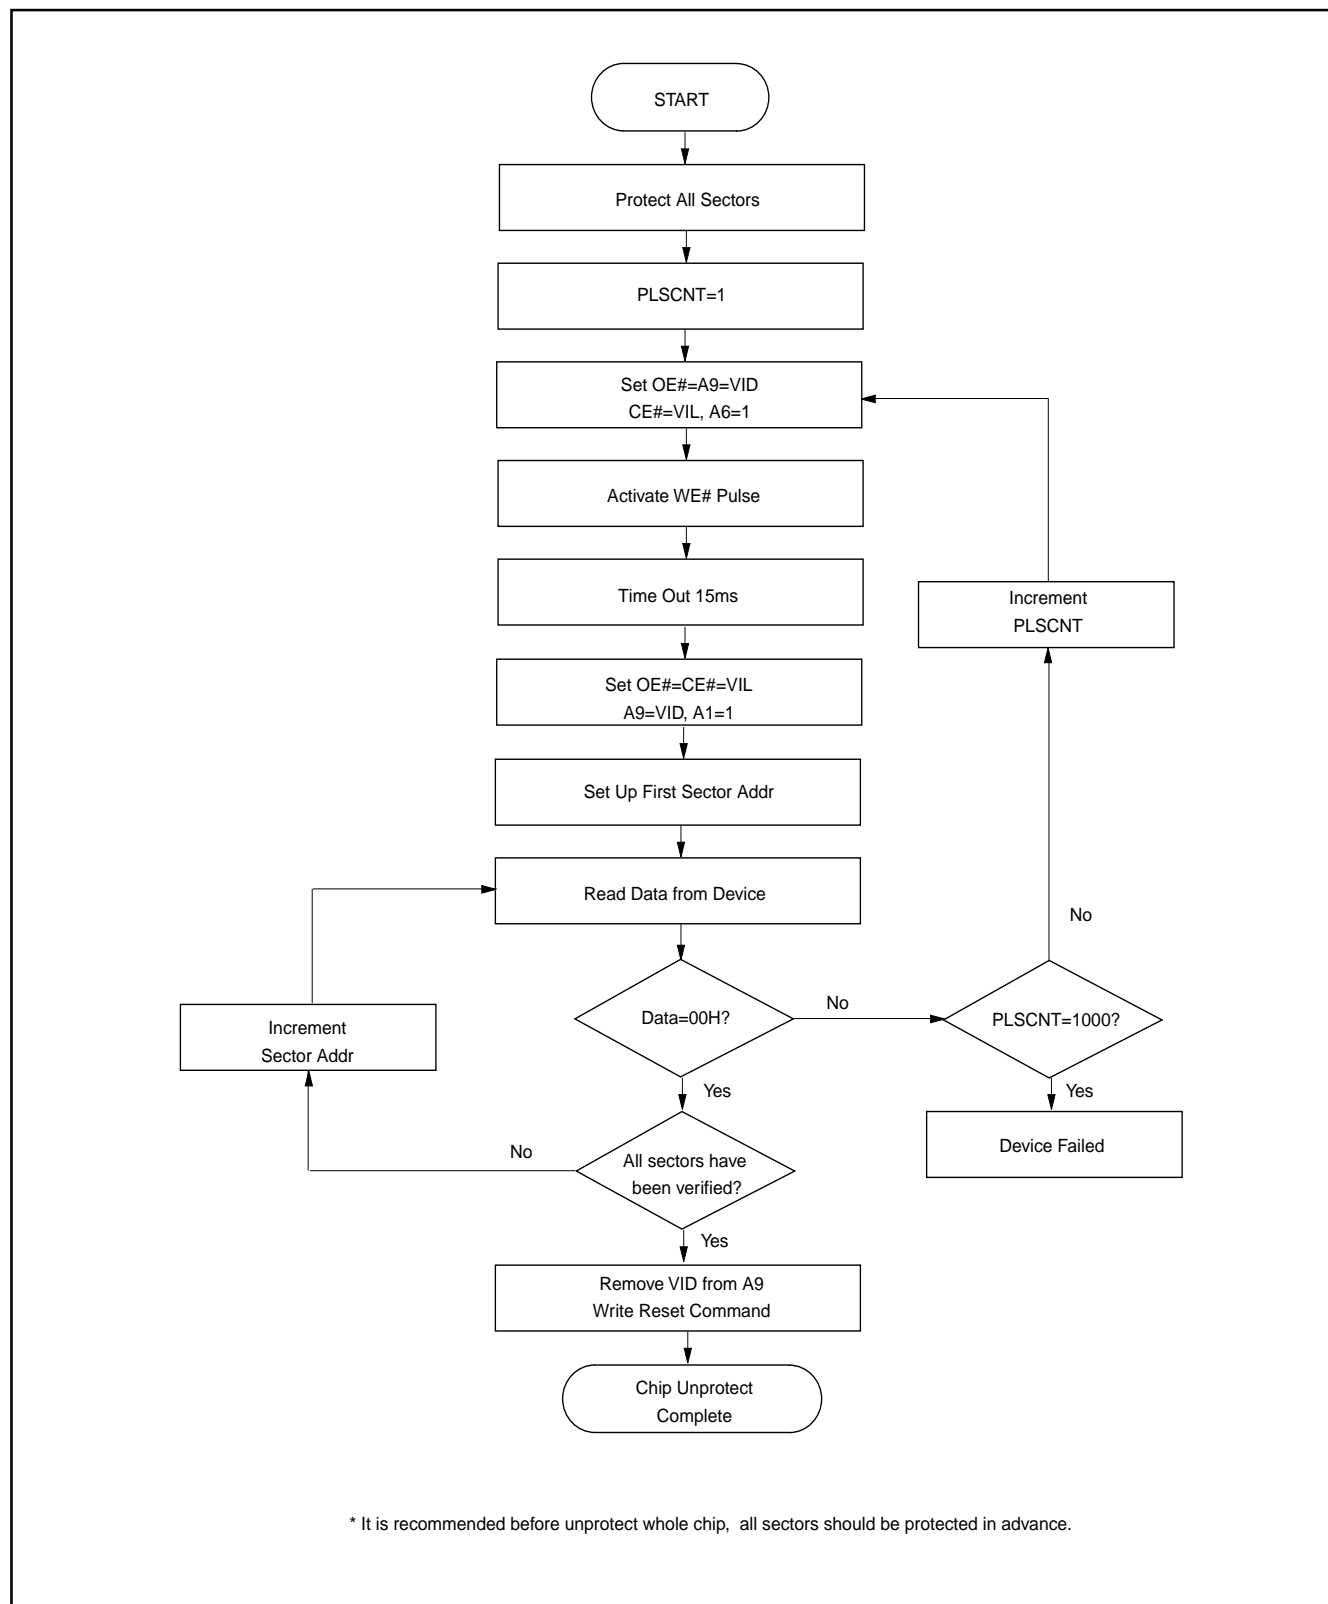 START
Protect All Sectors
PLSCNT=1
Set OE#=A9=VID
CE#=VIL, A6=1
Activate WE# Pulse
Time Out 15ms
Increment
PLSCNT
Set OE#=CE#=VIL
A9=VID, A1=1
Set Up First Sector Addr
Read Data from Device
No
Data=00H?
No
PLSCNT=1000?
Increment
Sector Addr
Yes
Yes
Device Failed
No
All sectors have
been verified?
Yes
Remove VID from A9
Write Reset Command
Chip Unprotect
Complete
* It is recommended before unprotect whole chip, all sectors should be protected in advance.